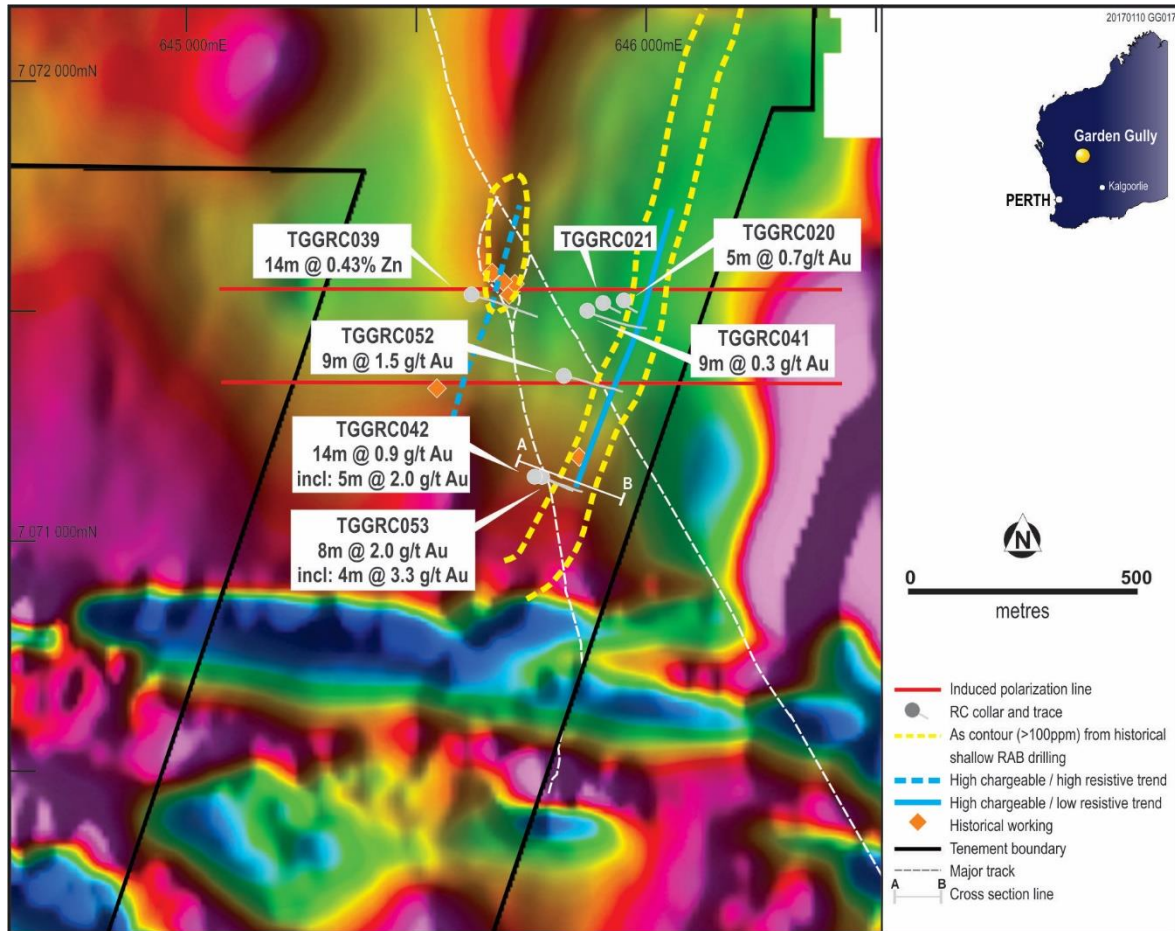 20170110 GG017
645 000mE
646 000mE
7 072 000mN
Garden Gully
Kalgoorlie
PERTH
TGGRC039
14m @ 0.43% Zn
TGGRC021
TGGRC020
5m @ 0.7g/t Au
TGGRC052
9m @ 1.5 g/t Au
TGGRC041
9m @ 0.3 g/t Au
TGGRC042
14m @ 0.9 g/t Au
incl: 5m @ 2.0 g/t Au
A
B
7 071 000mN
TGGRC053
8m @ 2.0 g/t Au
incl: 4m @ 3.3 g/t Au
N
0 500
metres
Induced polarization line
RC collar and trace
As contour (>100ppm) from historical
shallow RAB drilling
High chargeable / high resistive trend
High chargeable / low resistive trend
Historical working
Tenement boundary
Major track
A B
Cross section line